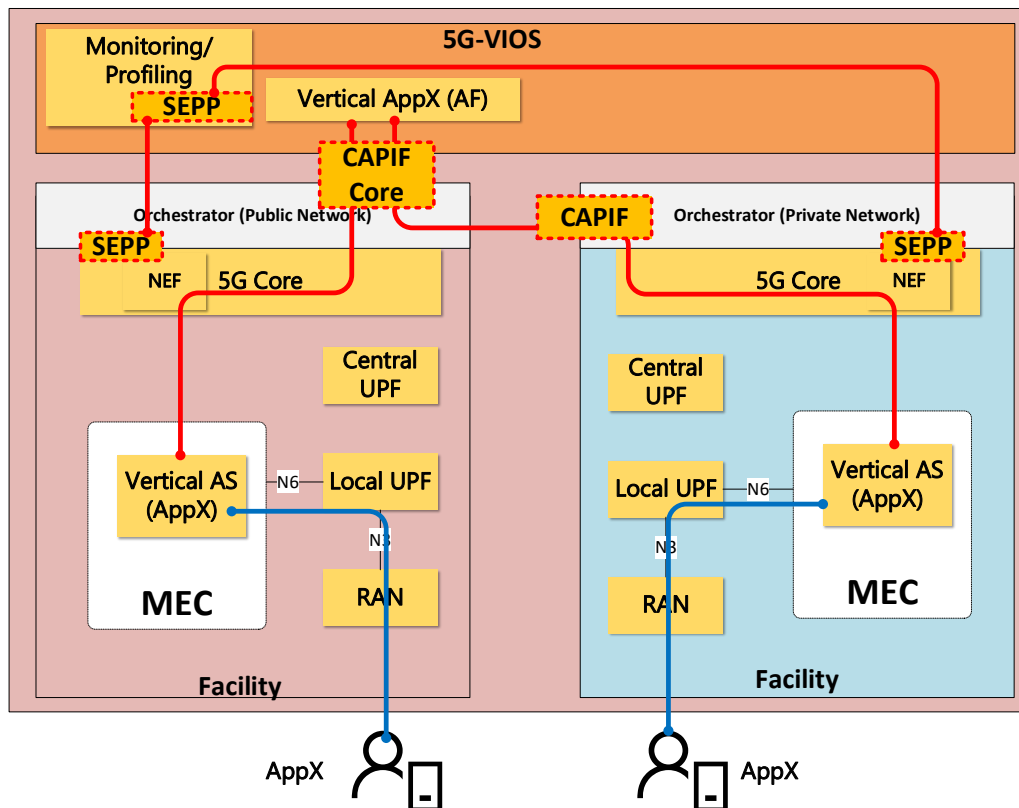 5G-VIOS
Monitoring/
Profiling
SEPP
Vertical AppX (AF)
CAPIF
Core
Orchestrator (Public Network)
CAPIF
Orchestrator (Private Network)
SEPP
SEPP
NEF
5G Core
5G Core
NEF
Central
UPF
Central
UPF
Vertical AS
(AppX)
N6
Local UPF
Local UPF
N6
Vertical AS
(AppX)
N3
N3
RAN
RAN
MEC
MEC
Facility
Facility
AppX
AppX